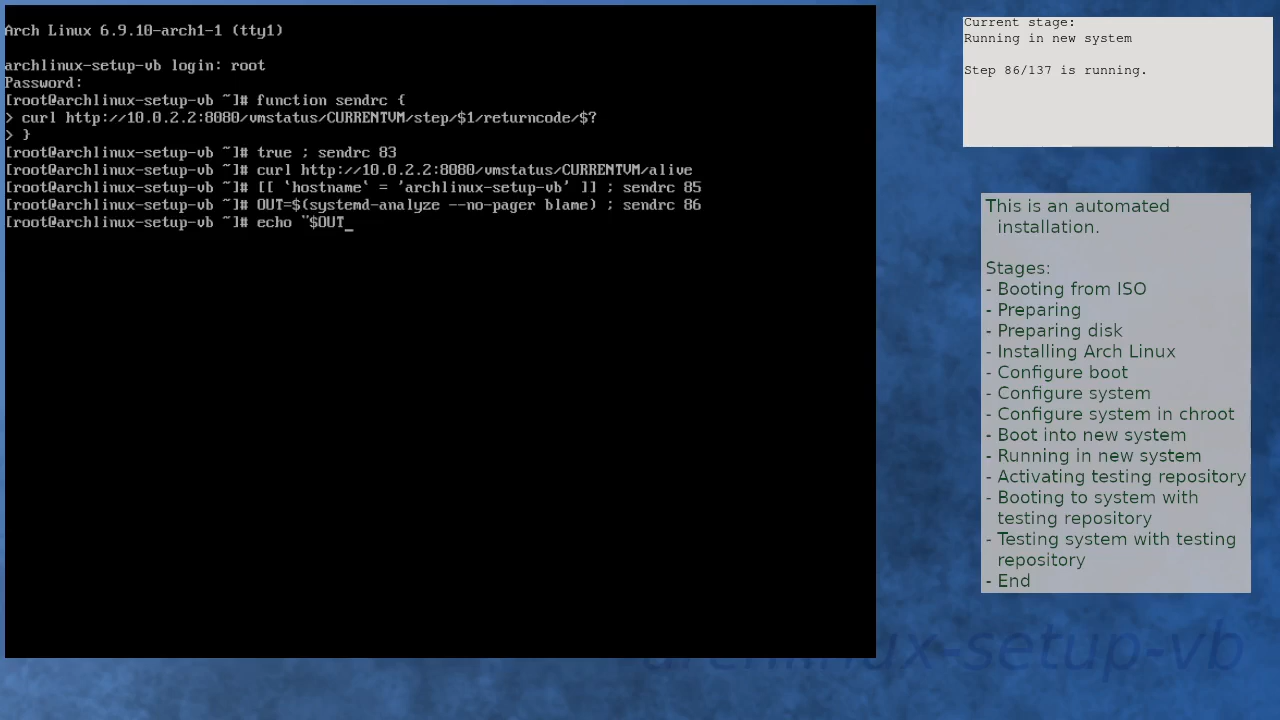 Arch Linux 6.9.10-arch1-1 (tty1)
archlinux-setup-vb login: root
Password:
[root@archlinux-setup-vb ~]# function sendrc {
> curl http://10.0.2.2:8080/vmstatus/CURRENTVM/step/$1/returncode/$?
> }
[root@archlinux-setup-vb ~]# true ; sendrc 83
[root@archlinux-setup-vb ~]# curl http://10.0.2.2:8080/vmstatus/CURRENTVM/alive
[root@archlinux-setup-vb ~]# [[ `hostname` = 'archlinux-setup-vb' ]] ; sendrc 85
[root@archlinux-setup-vb ~]# OUT=$(systemd-analyze --no-pager blame) ; sendrc 86
[root@archlinux-setup-vb ~]# echo "$OUT_
Current stage:
Running in new system
Step 86/137 is running.
This is an automated
installation.
Stages:
- Booting from ISO
- Preparing
- Preparing disk
- Installing Arch Linux
- Configure boot
- Configure system
- Configure system in chroot
- Boot into new system
- Running in new system
- Activating testing repository
- Booting to system with
testing repository
- Testing system with testing
repository
- End
archlinux-setup-vb